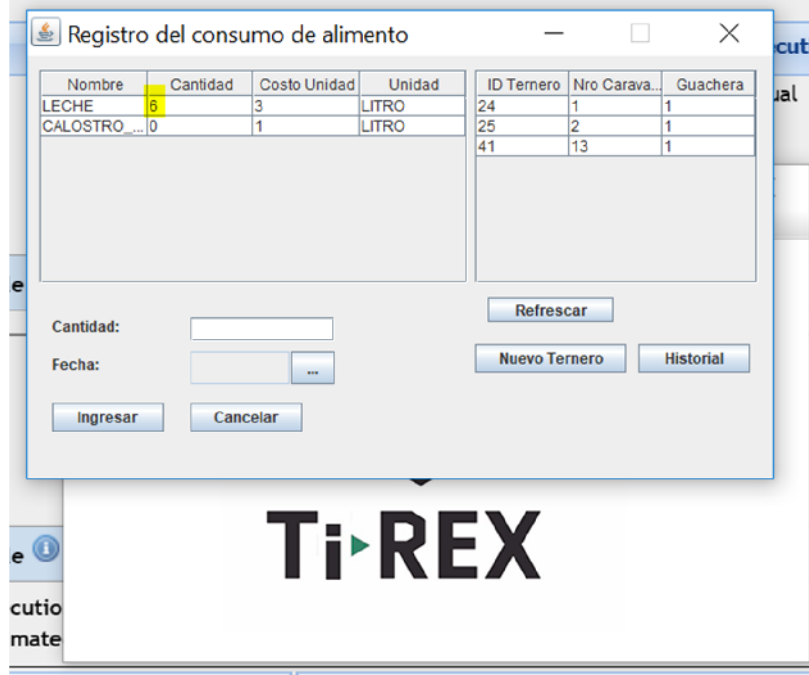 Registro del consumo de alimento
Nombre Cantidad Costo Unidad Unidad
LECHE 6 3 LITRO
CALOSTRO_... 0 1 LITRO
ID Ternero Nro Carava... Guachera
24 1 1
25 2 1
41 13 1
Cantidad:
Fecha:
...
Ingresar Cancelar
Refrescar
Nuevo Ternero Historial
Ti REX
cut
ual
e
e
cutio
mate